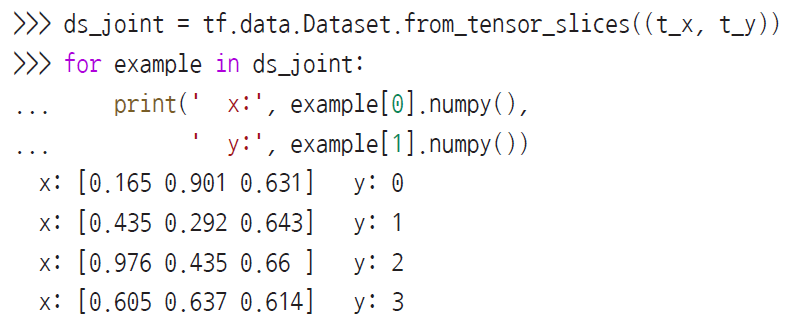 >>> ds_joint = tf.data.Dataset.from_tensor_slices((t_x, t_y))
>>> for example in ds_joint:
...     print('  x:', example[0].numpy(),
...           '  y:', example[1].numpy())
  x: [0.165 0.901 0.631]   y: 0
  x: [0.435 0.292 0.643]   y: 1
  x: [0.976 0.435 0.66 ]   y: 2
  x: [0.605 0.637 0.614]   y: 3